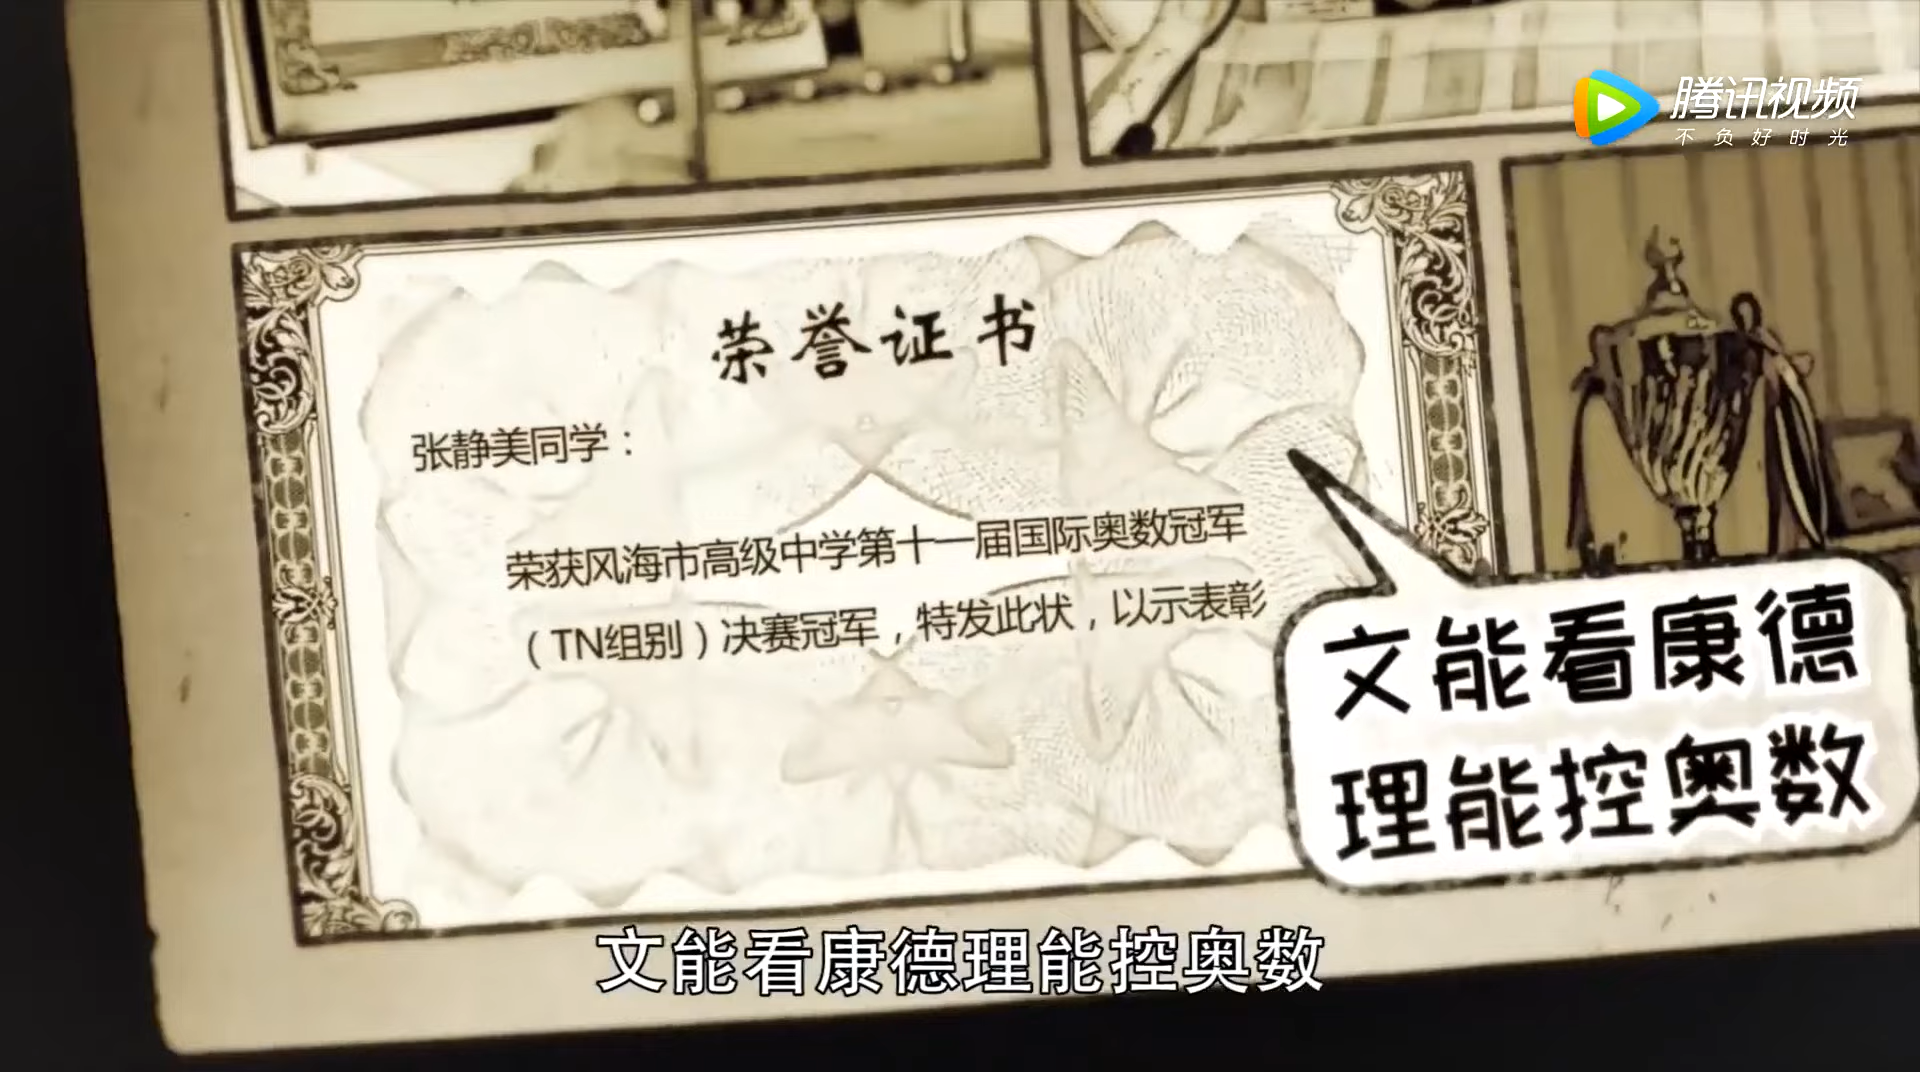 腾讯视频
不负好时光
荣誉证书
张静美同学：
荣获风海市高级中学第十一届国际奥数冠军
（TN组别）决赛冠军，特发此状，以示表彰
文能看康德
理能控奥数
文能看康德理能控奥数